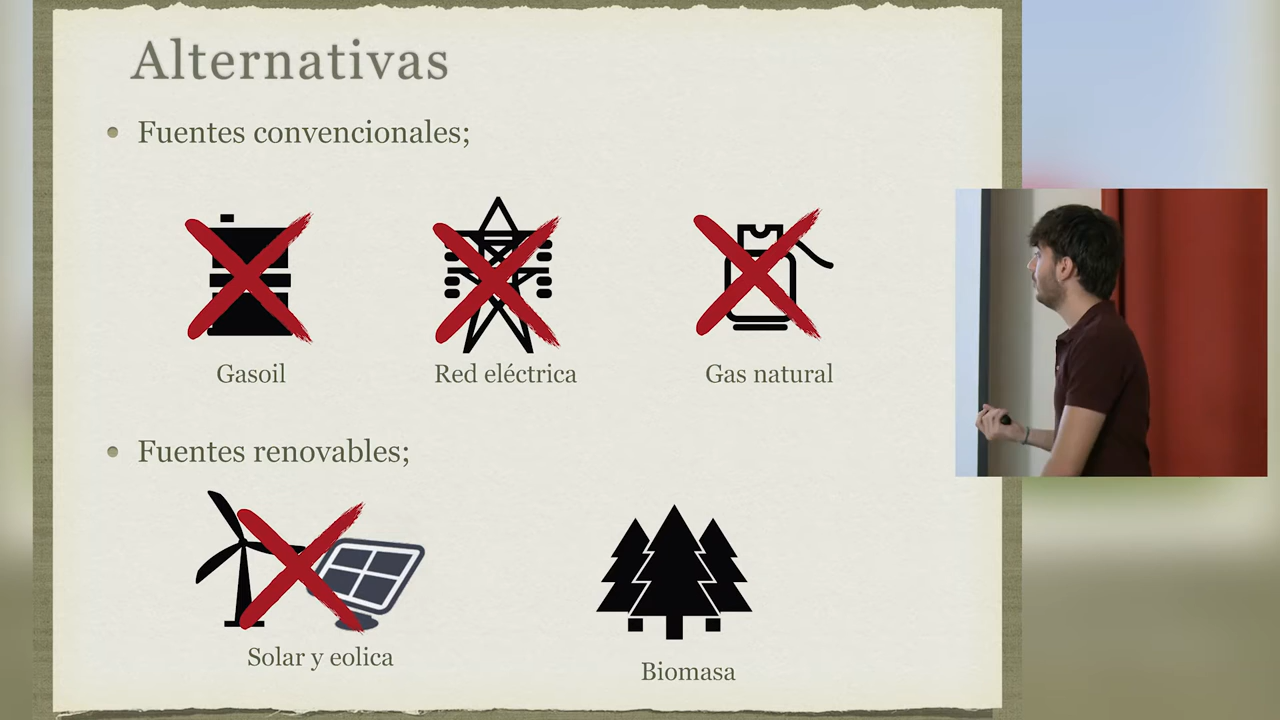 Alternativas
Fuentes convencionales;
Gasoil
Red eléctrica
Gas natural
Fuentes renovables;
Solar y eolica
Biomasa